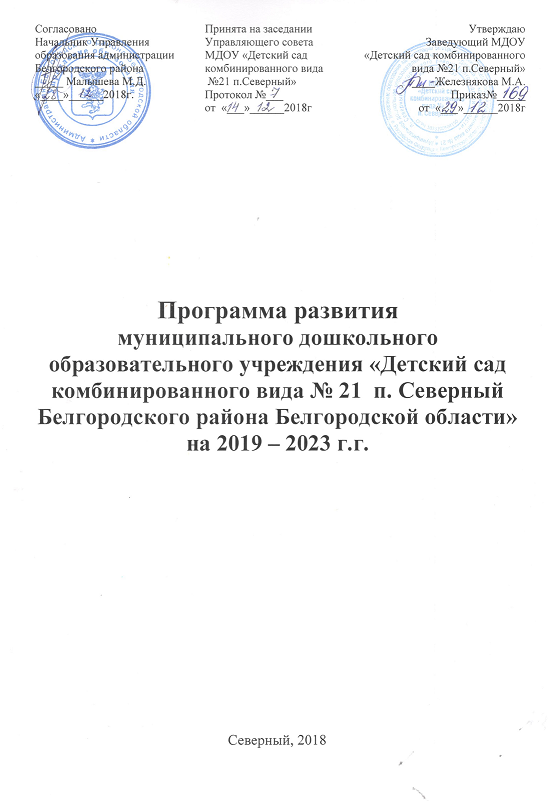 Согласовано
Начальник Управления
образования администрации
Белгородского района
Малышева М.Д.
« » 12 2018г.
Принята на заседании
Управляющего совета
МДОУ «Детский сад
комбинированного вида
№21 п.Северный»
Протокол № 7
от «14 » 12 2018г
Утверждаю
Заведующий МДОУ
«Детский сад комбинированного
вида №21 п.Северный»
Железнякова М.А.
Приказ№ 169
от «29» 12 2018г
Программа развития
муниципального дошкольного
образовательного учреждения «Детский сад
комбинированного вида № 21 п. Северный
Белгородского района Белгородской области»
на 2019 – 2023 г.г.
Северный, 2018